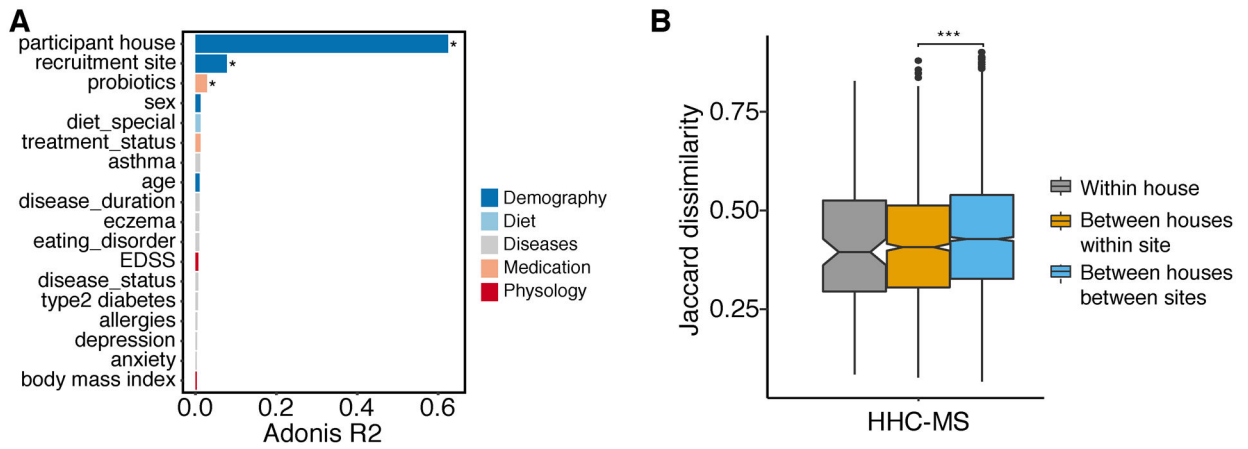 A
participant house
*
recruitment site
*
probiotics
*
sex
diet_special
treatment_status
asthma
age
disease_duration
eczema
eating_disorder
EDSS
disease_status
type2 diabetes
allergies
depression
anxiety
body mass index
0.0 0.2 0.4 0.6
Adonis R2
Demography
Diet
Diseases
Medication
Physology
B
Jaccard dissimilarity
0.75
0.50
0.25
***
HHC-MS
Within house
Between houses
within site
Between houses
between sites